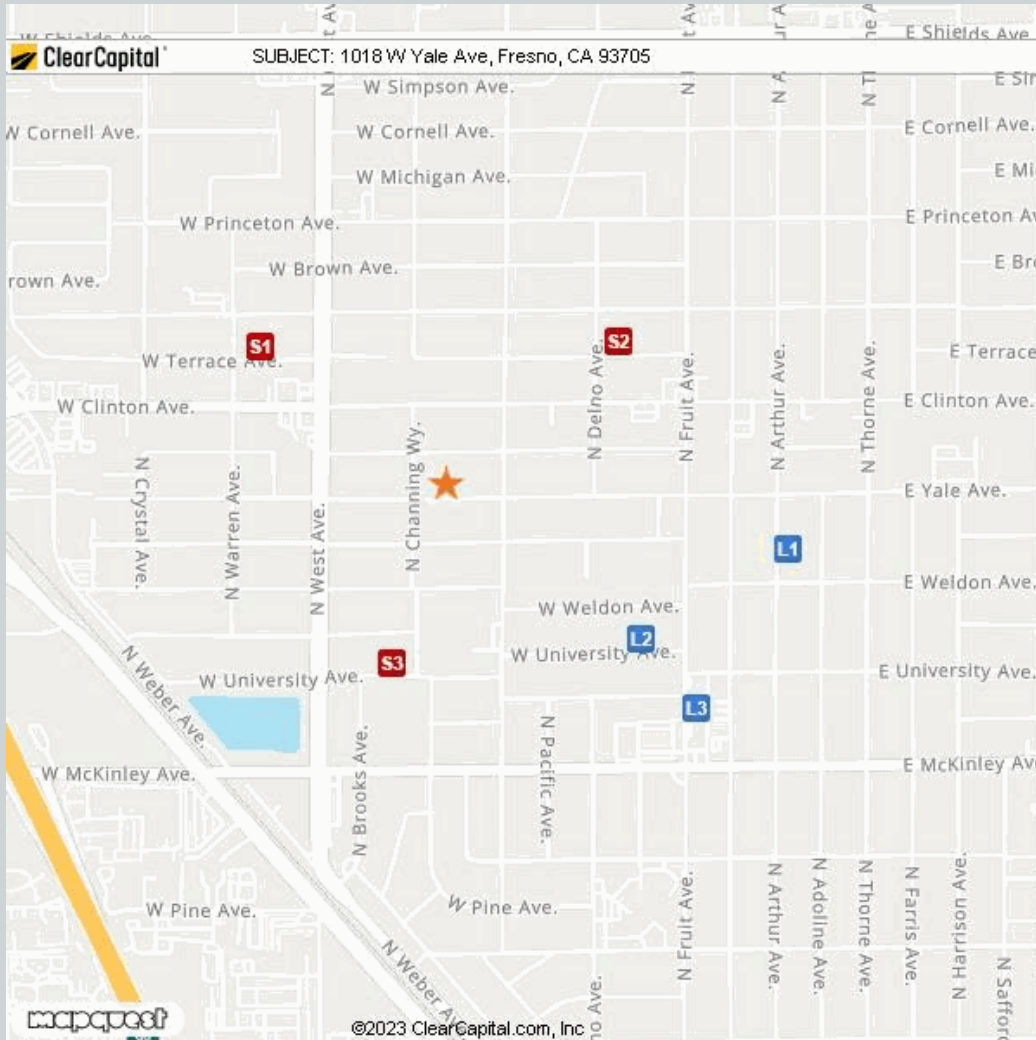 W Shields Ave.
E Shields Ave
ClearCapital
SUBJECT: 1018 W Yale Ave, Fresno, CA 93705
W Simpson Ave.
W Cornell Ave.
W Cornell Ave.
E Cornell Ave.
W Michigan Ave.
W Princeton Ave.
E Princeton Av
W Brown Ave.
rown Ave.
S1
S2
W Terrace Ave.
E Terrace
W Clinton Ave.
E Clinton Ave.
N Delno Ave.
N Fruit Ave.
N Arthur Ave.
N Thorne Ave.
N Channing Wy.
N Crystal Ave.
N Warren Ave.
N West Ave.
E Yale Ave.
L1
E Weldon Ave.
W Weldon Ave.
L2
W University Ave.
S3
W University Ave.
E University Ave.
N Weber Ave.
L3
N Brooks Ave.
N Pacific Ave.
W McKinley Ave.
E McKinley Av
W Pine Ave.
W Pine Ave.
N Fruit Ave.
N Arthur Ave.
N Adoline Ave.
N Thorne Ave.
N Farris Ave.
N Harrison Ave.
N Weber Av
no Ave.
N Saffor
mapquest
©2023 ClearCapital.com, Inc